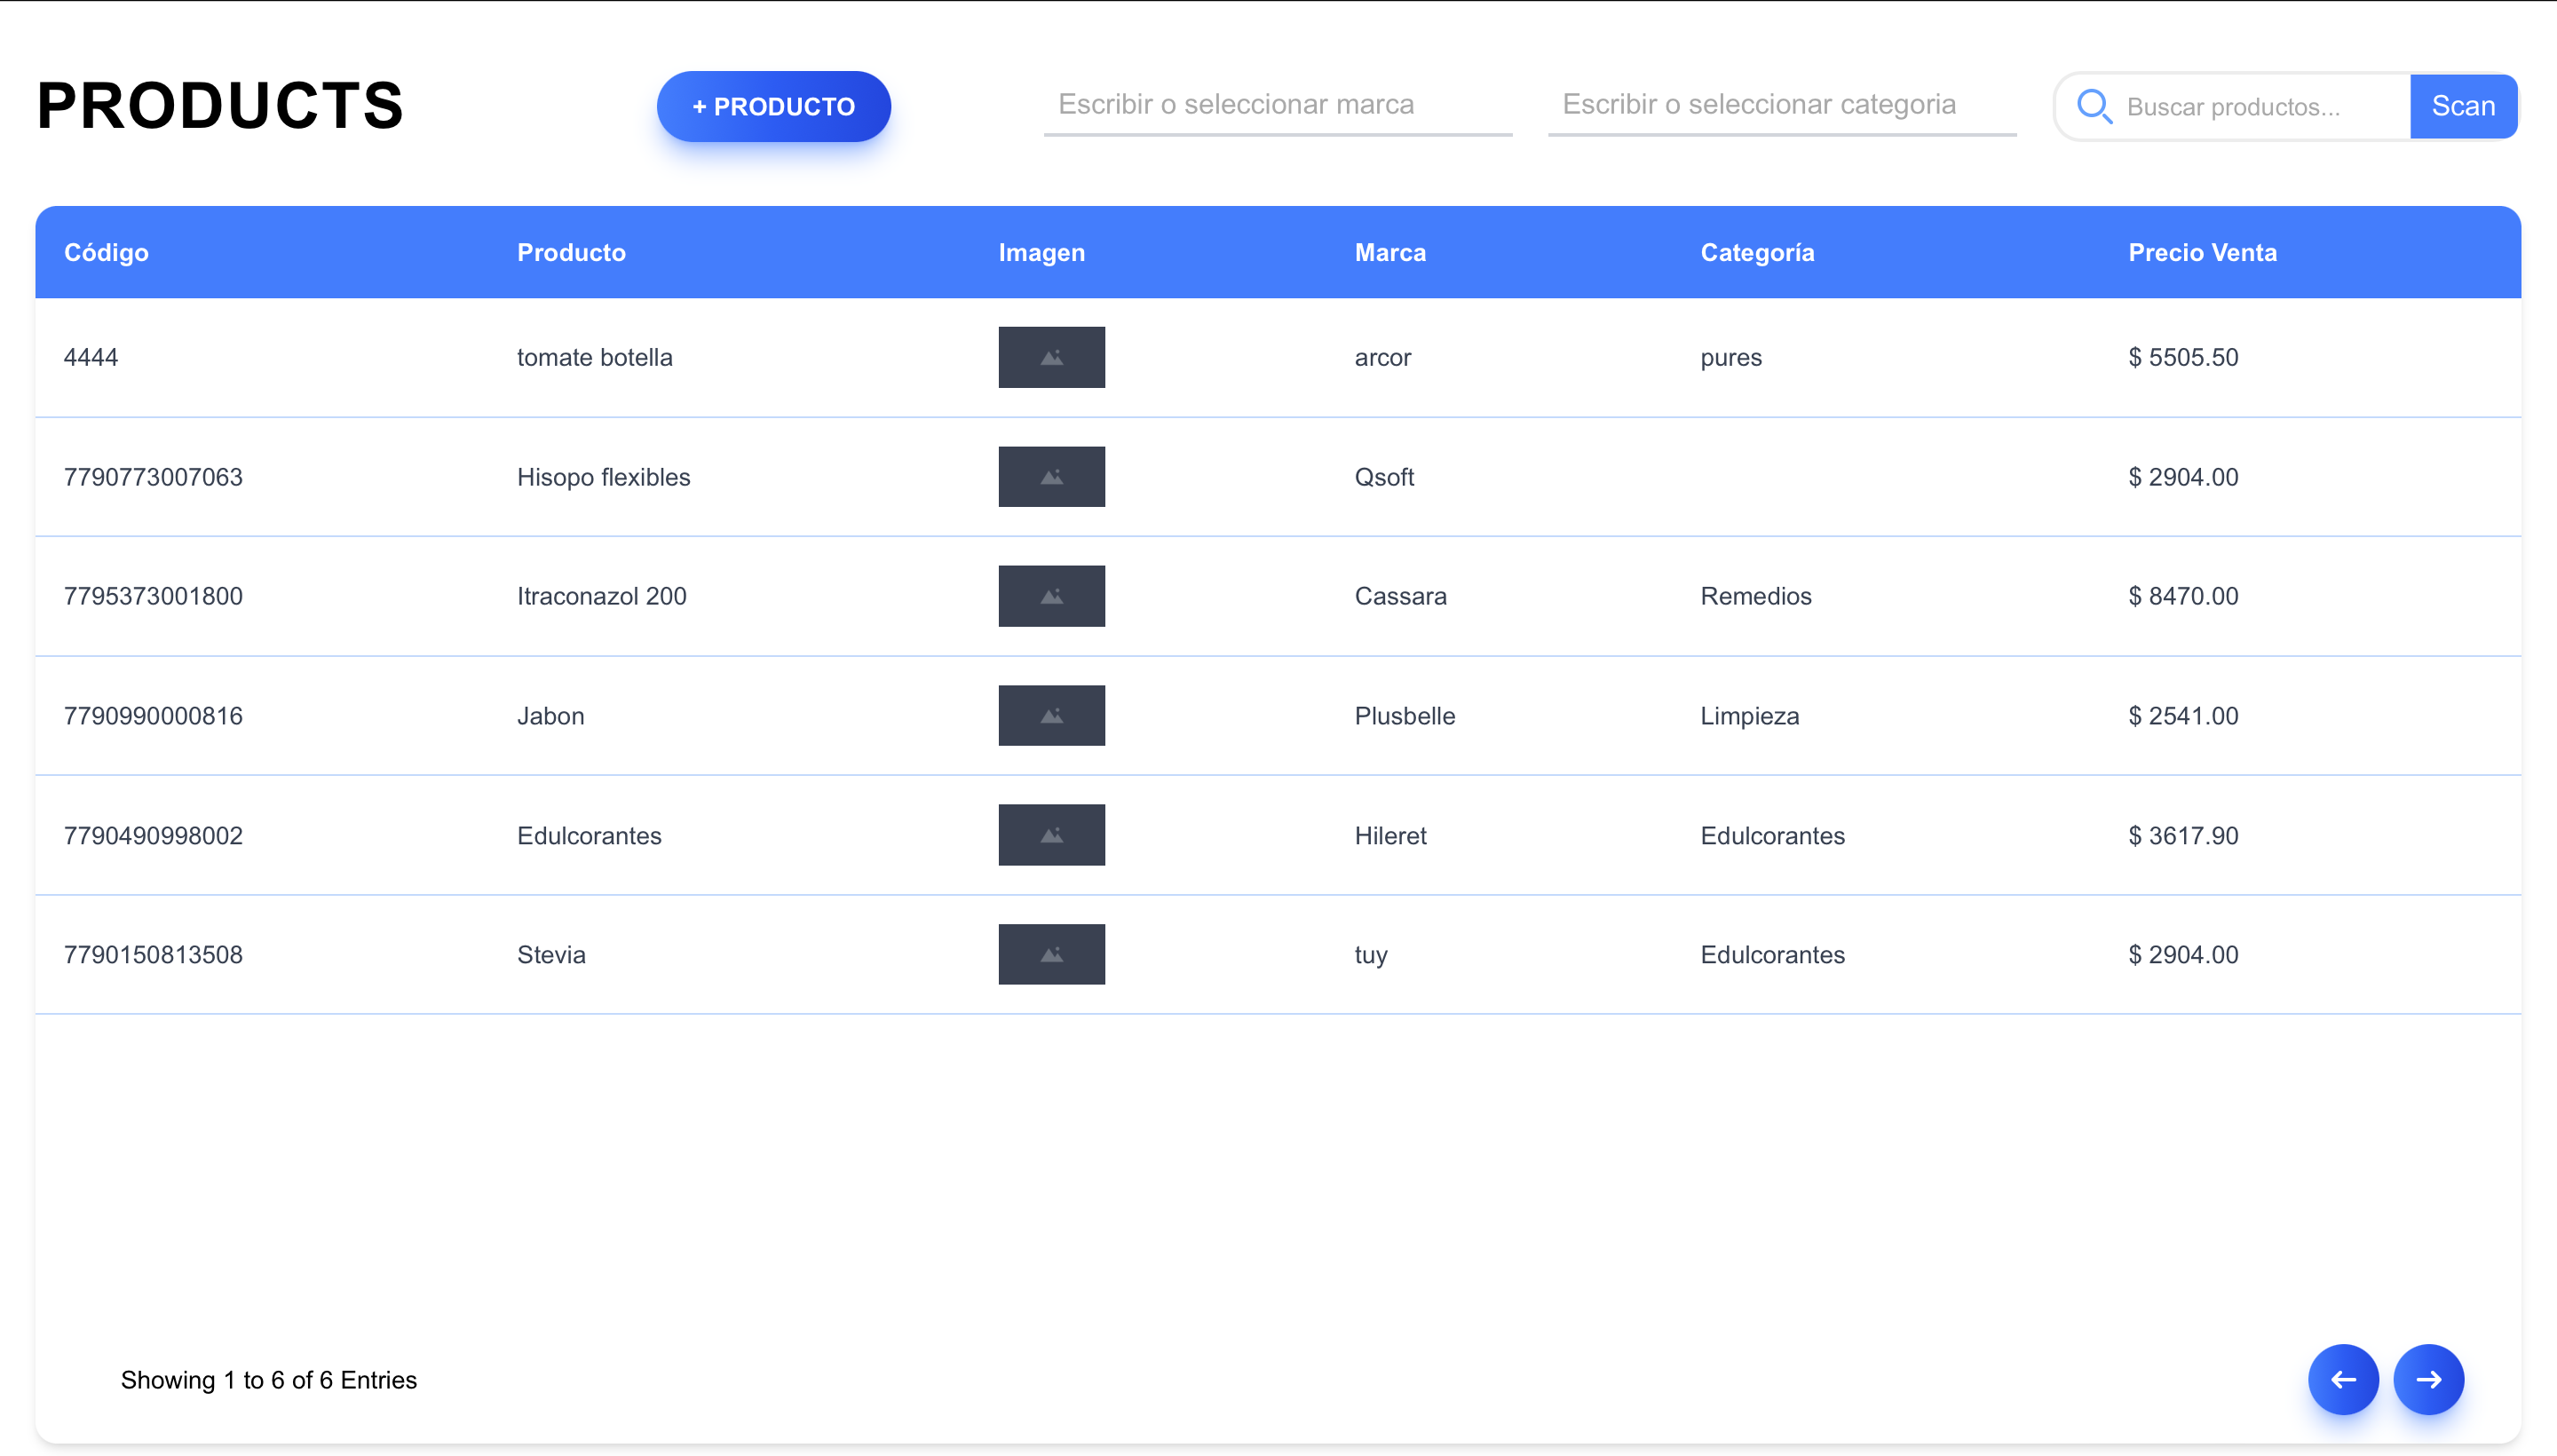 PRODUCTS + PRODUCTO Escribir o seleccionar marca Escribir o seleccionar categoria Buscar productos... Scan
Código Producto Imagen Marca Categoría Precio Venta
4444 tomate botella arcor pures $ 5505.50
7790773007063 Hisopo flexibles Qsoft $ 2904.00
7795373001800 Itraconazol 200 Cassara Remedios $ 8470.00
7790990000816 Jabon Plusbelle Limpieza $ 2541.00
7790490998002 Edulcorantes Hileret Edulcorantes $ 3617.90
7790150813508 Stevia tuy Edulcorantes $ 2904.00
Showing 1 to 6 of 6 Entries